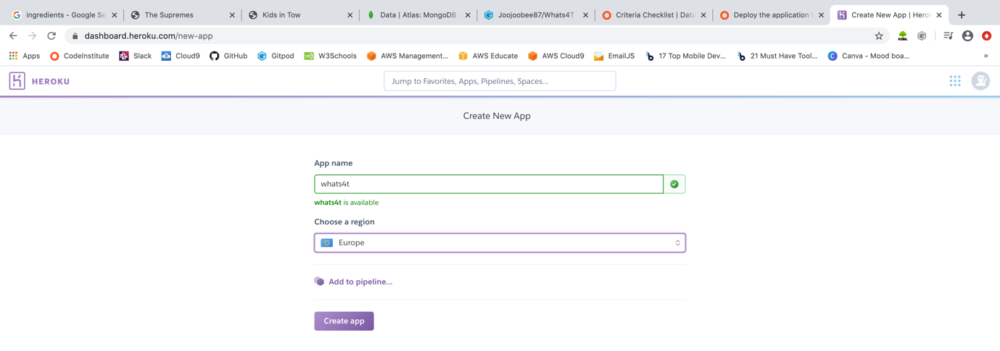 ingredients - Google Se
The Supremes
Kids in Tow
Data | Atlas: MongoDB A
Joojoobee87/Whats4T
Criteria Checklist | Data
Deploy the application t
Create New App | Herok
dashboard.heroku.com/new-app
Apps CodeInstitute Slack Cloud9 GitHub Gitpod W3Schools AWS Management... AWS Educate AWS Cloud9 EmailJS 17 Top Mobile Dev... 21 Must Have Tool... Canva - Mood boa... »
HEROKU
Jump to Favorites, Apps, Pipelines, Spaces...
Create New App
App name
whats4t
whats4t is available
Choose a region
Europe
Add to pipeline...
Create app